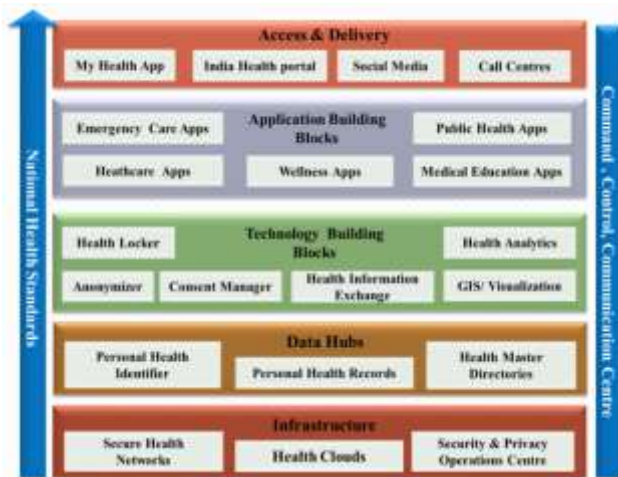 Access & Delivery
My Health App
India Health portal
Social Media
Call Centres
Emergency Care Apps
Application Building
Blocks
Public Health Apps
Heathcare Apps
Wellness Apps
Medical Education Apps
Health Locker
Technology Building
Blocks
Health Analytics
Anonymizer
Consent Manager
Health Information
Exchange
GIS/ Visualization
Data Hubs
Personal Health
Identifier
Personal Health Records
Health Master
Directories
Infrastructure
Secure Health
Networks
Health Clouds
Security & Privacy
Operations Centre
National Health Standards
Command , Control, Communication Centre